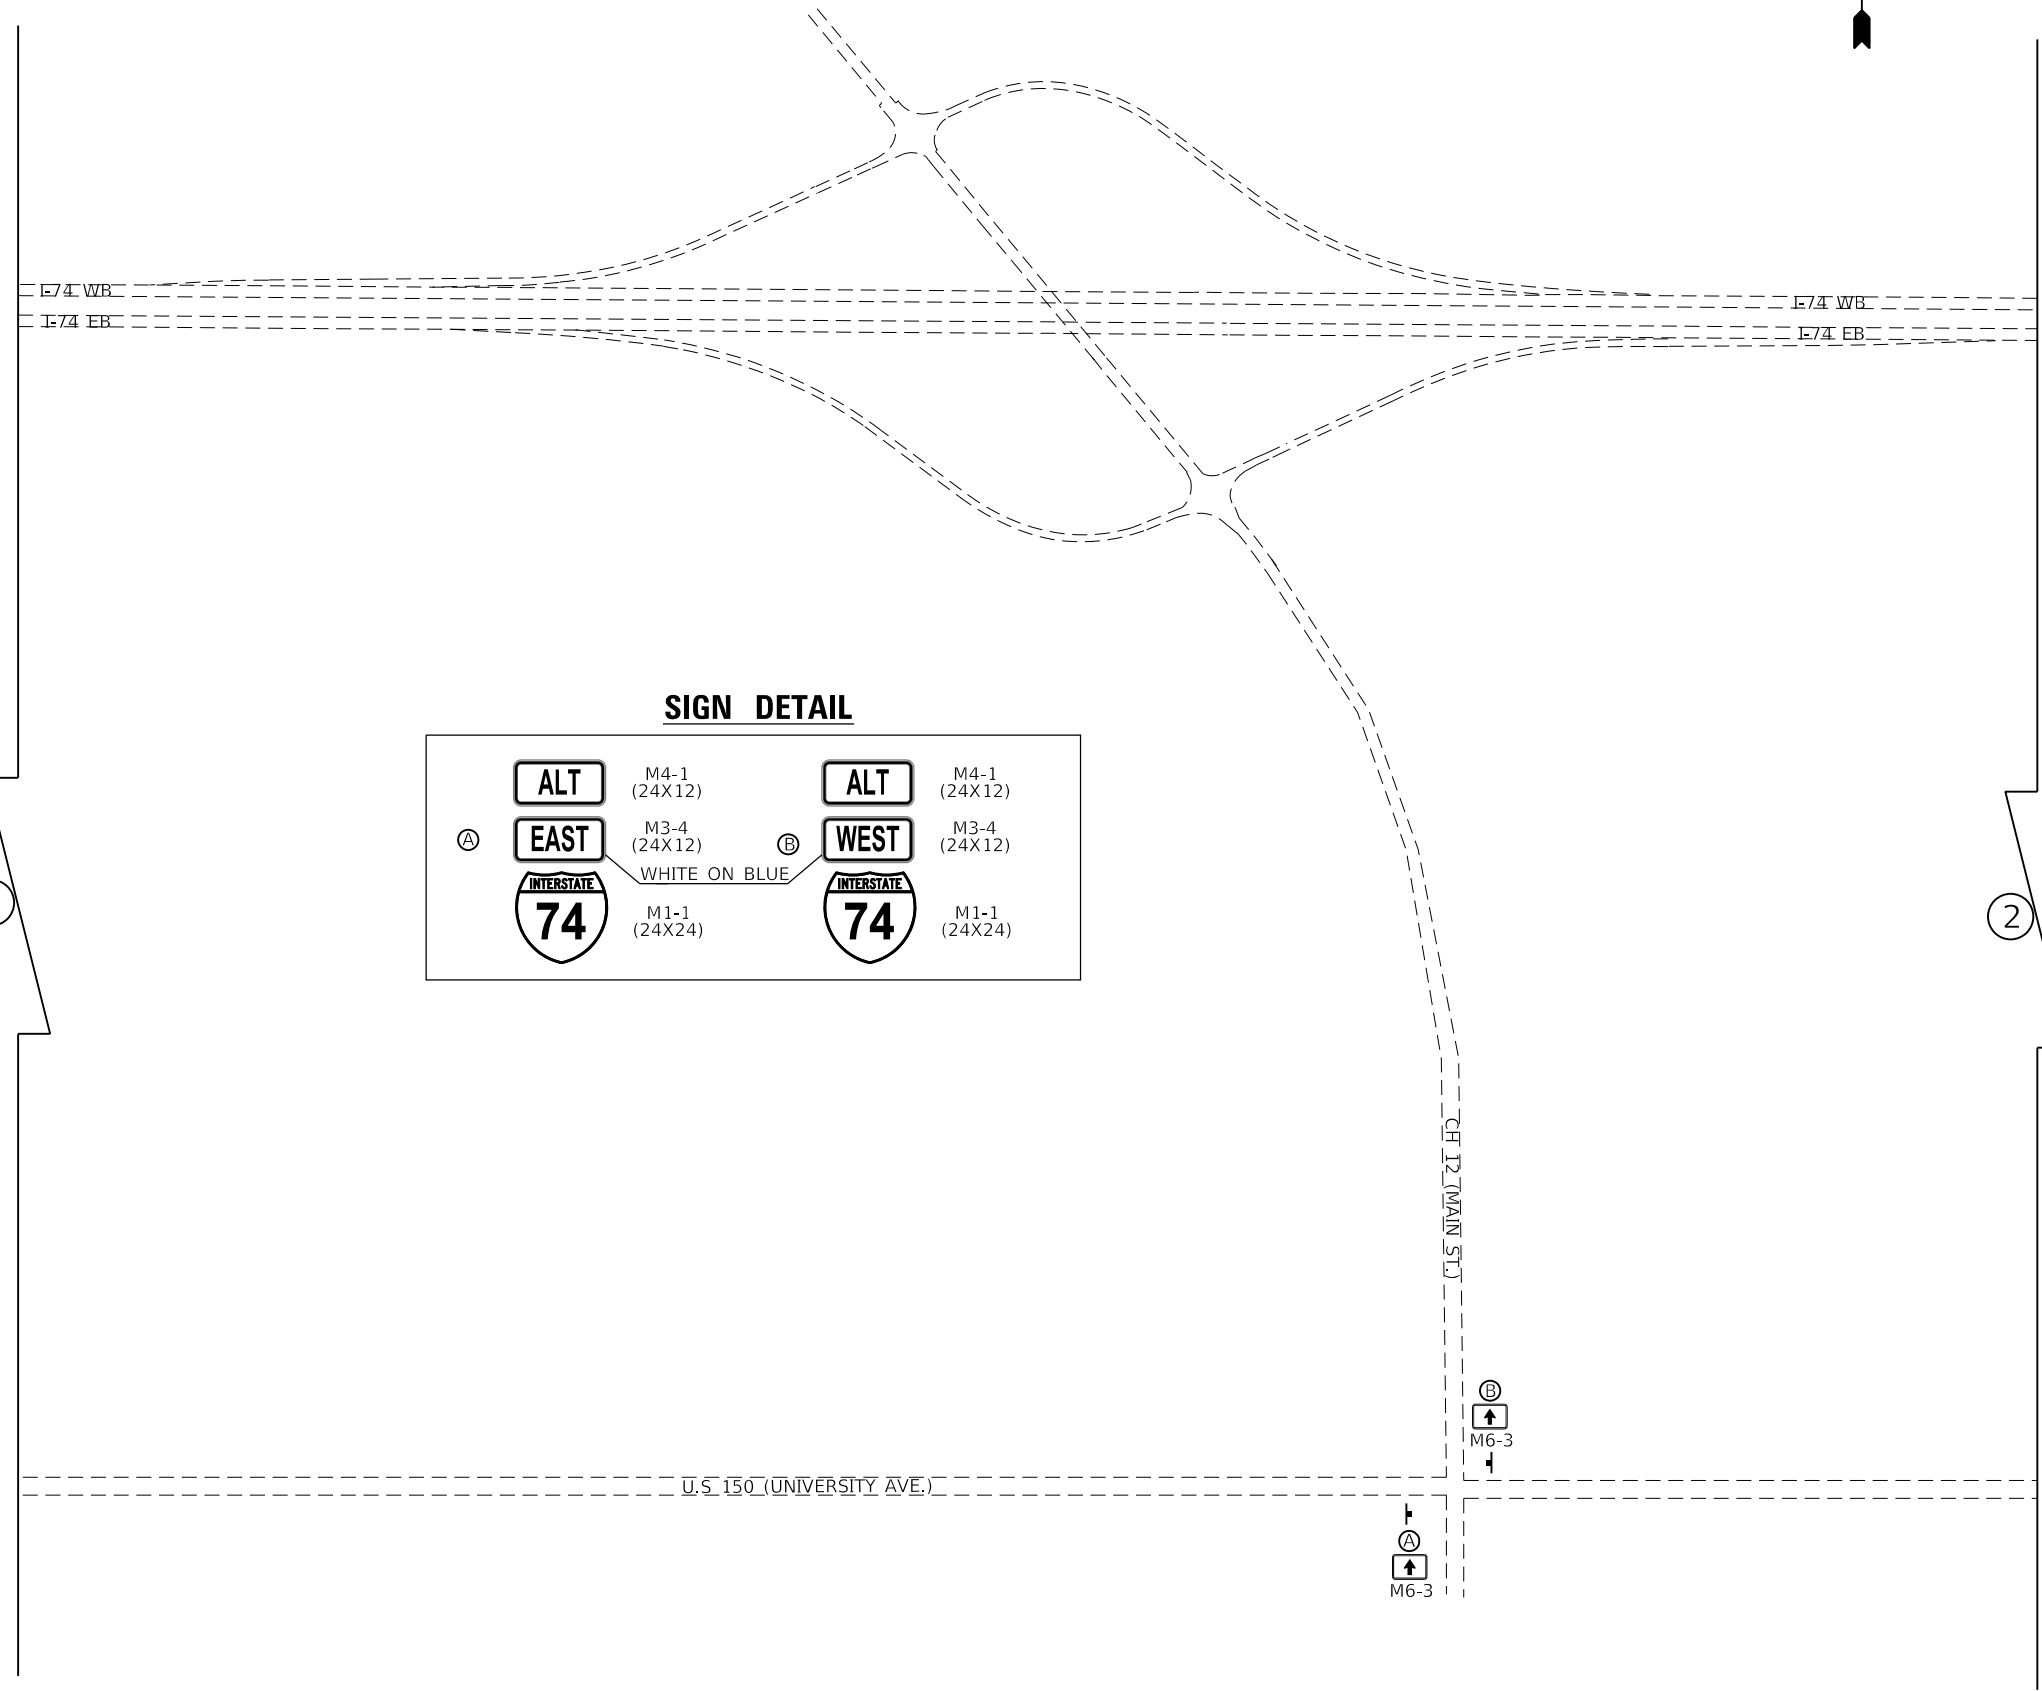 I-74 WB
I-74 EB
I-74 WB
I-74 EB
SIGN DETAIL
ALT
M4-1
(24X12)
ALT
M4-1
(24X12)
A
EAST
M3-4
(24X12)
B
WEST
M3-4
(24X12)
WHITE ON BLUE
INTERSTATE
74
M1-1
(24X24)
INTERSTATE
74
M1-1
(24X24)
2
CH 12 (MAIN ST.)
B
M6-3
U.S 150 (UNIVERSITY AVE.)
A
M6-3